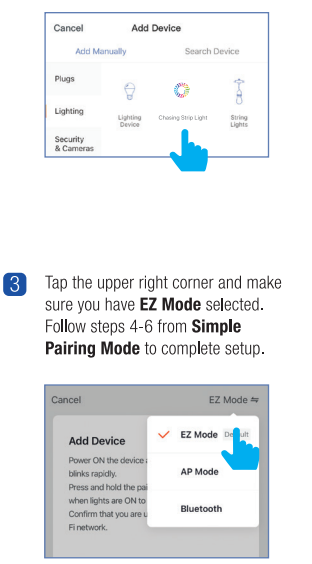 Cancel Add Device
Add Manually Search Device
Plugs
Lighting
Security
& Cameras
Lighting
Device
Chasing Strip Light
String
Lights
3 Tap the upper right corner and make
sure you have EZ Mode selected.
Follow steps 4-6 from Simple
Pairing Mode to complete setup.
Cancel EZ Mode ⇋
Add Device
Power ON the device
blinks rapidly.
Press and hold the
when lights are ON to
Confirm that you are
Fi network.
EZ Mode
AP Mode
Bluetooth